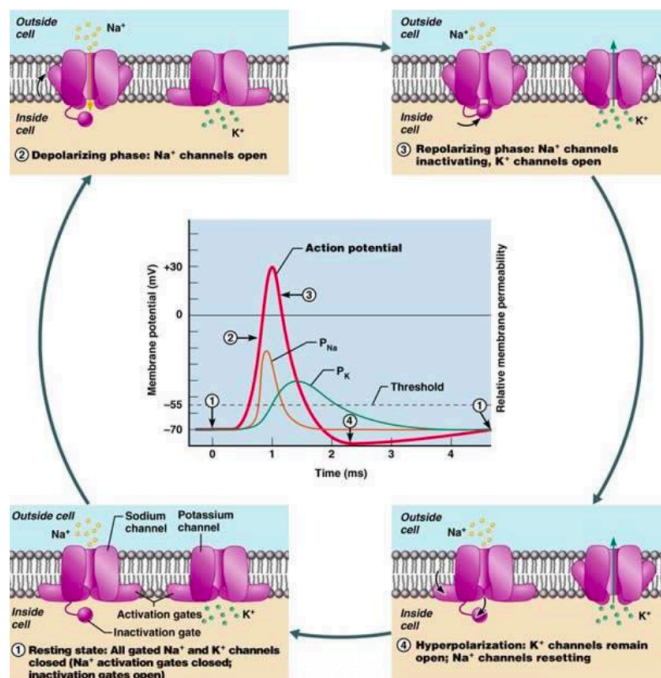 Outside
cell
Na⁺
Inside
cell
K⁺
② Depolarizing phase: Na⁺ channels open
Outside
cell
Na⁺
Inside
cell
K⁺
③ Repolarizing phase: Na⁺ channels
inactivating, K⁺ channels open
Membrane potential (mV)
+30
0
–55
–70
Action potential
③
②
P_Na
P_K
Threshold
①
④
①
Relative membrane permeability
0
1
2
3
4
Time (ms)
Outside cell
Na⁺
Sodium
channel
Potassium
channel
Inside
cell
Activation gates
K⁺
Inactivation gate
① Resting state: All gated Na⁺ and K⁺ channels
closed (Na⁺ activation gates closed;
inactivation gates open)
Outside
cell
Na⁺
Inside
cell
K⁺
④ Hyperpolarization: K⁺ channels remain
open; Na⁺ channels resetting